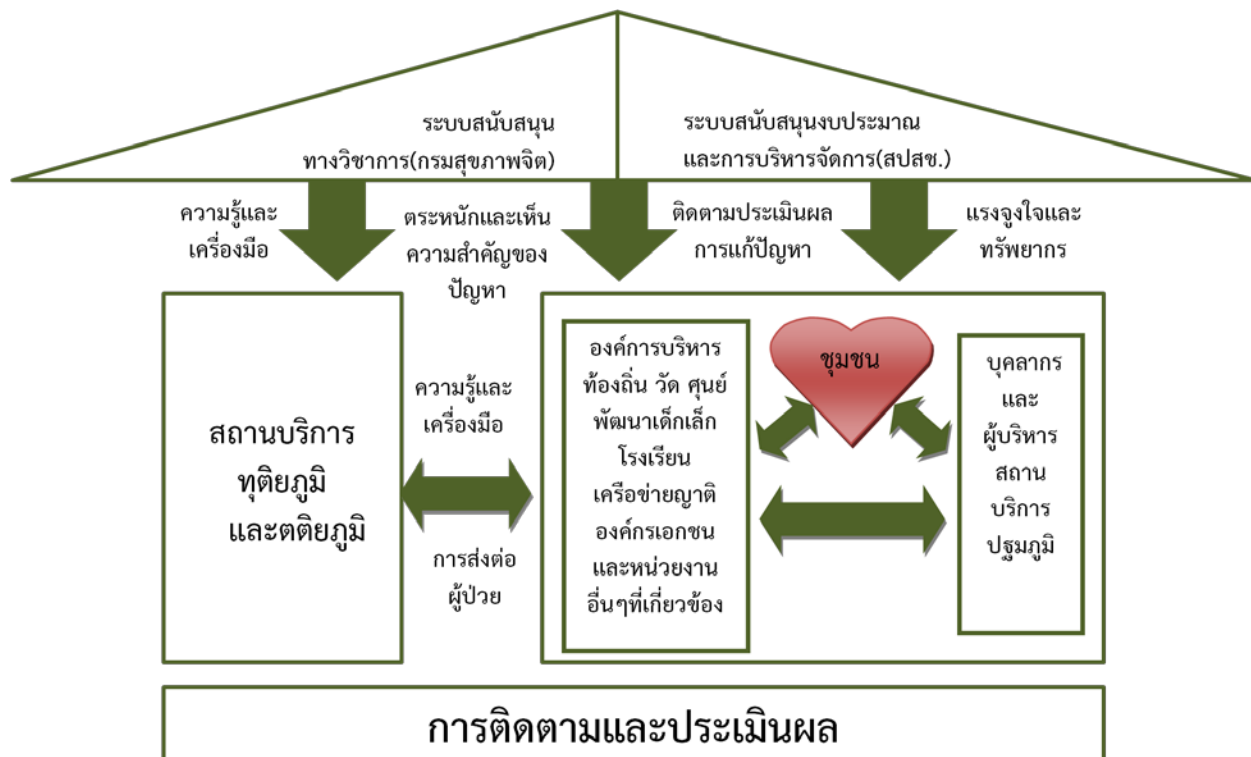 ระบบสนับสนุน
ทางวิชาการ(กรมสุขภาพจิต)
ระบบสนับสนุนงบประมาณ
และการบริหารจัดการ(สปสช.)
ความรู้และ
เครื่องมือ
ตระหนักและเห็น
ความสำคัญของ
ปัญหา
ติดตามประเมินผล
การแก้ปัญหา
แรงจูงใจและ
ทรัพยากร
สถานบริการ
ทุติยภูมิ
และตติยภูมิ
ความรู้และ
เครื่องมือ
การส่งต่อ
ผู้ป่วย
องค์การบริหาร
ท้องถิ่น วัด ศูนย์
พัฒนาเด็กเล็ก
โรงเรียน
เครือข่ายญาติ
องค์กรเอกชน
และหน่วยงาน
อื่นๆที่เกี่ยวข้อง
ชุมชน
บุคลากร
และ
ผู้บริหาร
สถาน
บริการ
ปฐมภูมิ
การติดตามและประเมินผล